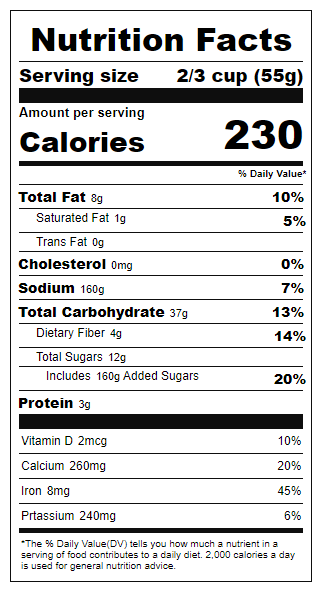 Nutrition Facts
Serving size 2/3 cup (55g)
Amount per serving
Calories 230
% Daily Value*
Total Fat 8g 10%
Saturated Fat 1g 5%
Trans Fat 0g
Cholesterol 0mg 0%
Sodium 160g 7%
Total Carbohydrate 37g 13%
Dietary Fiber 4g 14%
Total Sugars 12g
Includes 160g Added Sugars 20%
Protein 3g
Vitamin D 2mcg 10%
Calcium 260mg 20%
Iron 8mg 45%
Prtassium 240mg 6%
*The % Daily Value(DV) tells you how much a nutrient in a
serving of food contributes to a daily diet. 2,000 calories a day
is used for general nutrition advice.